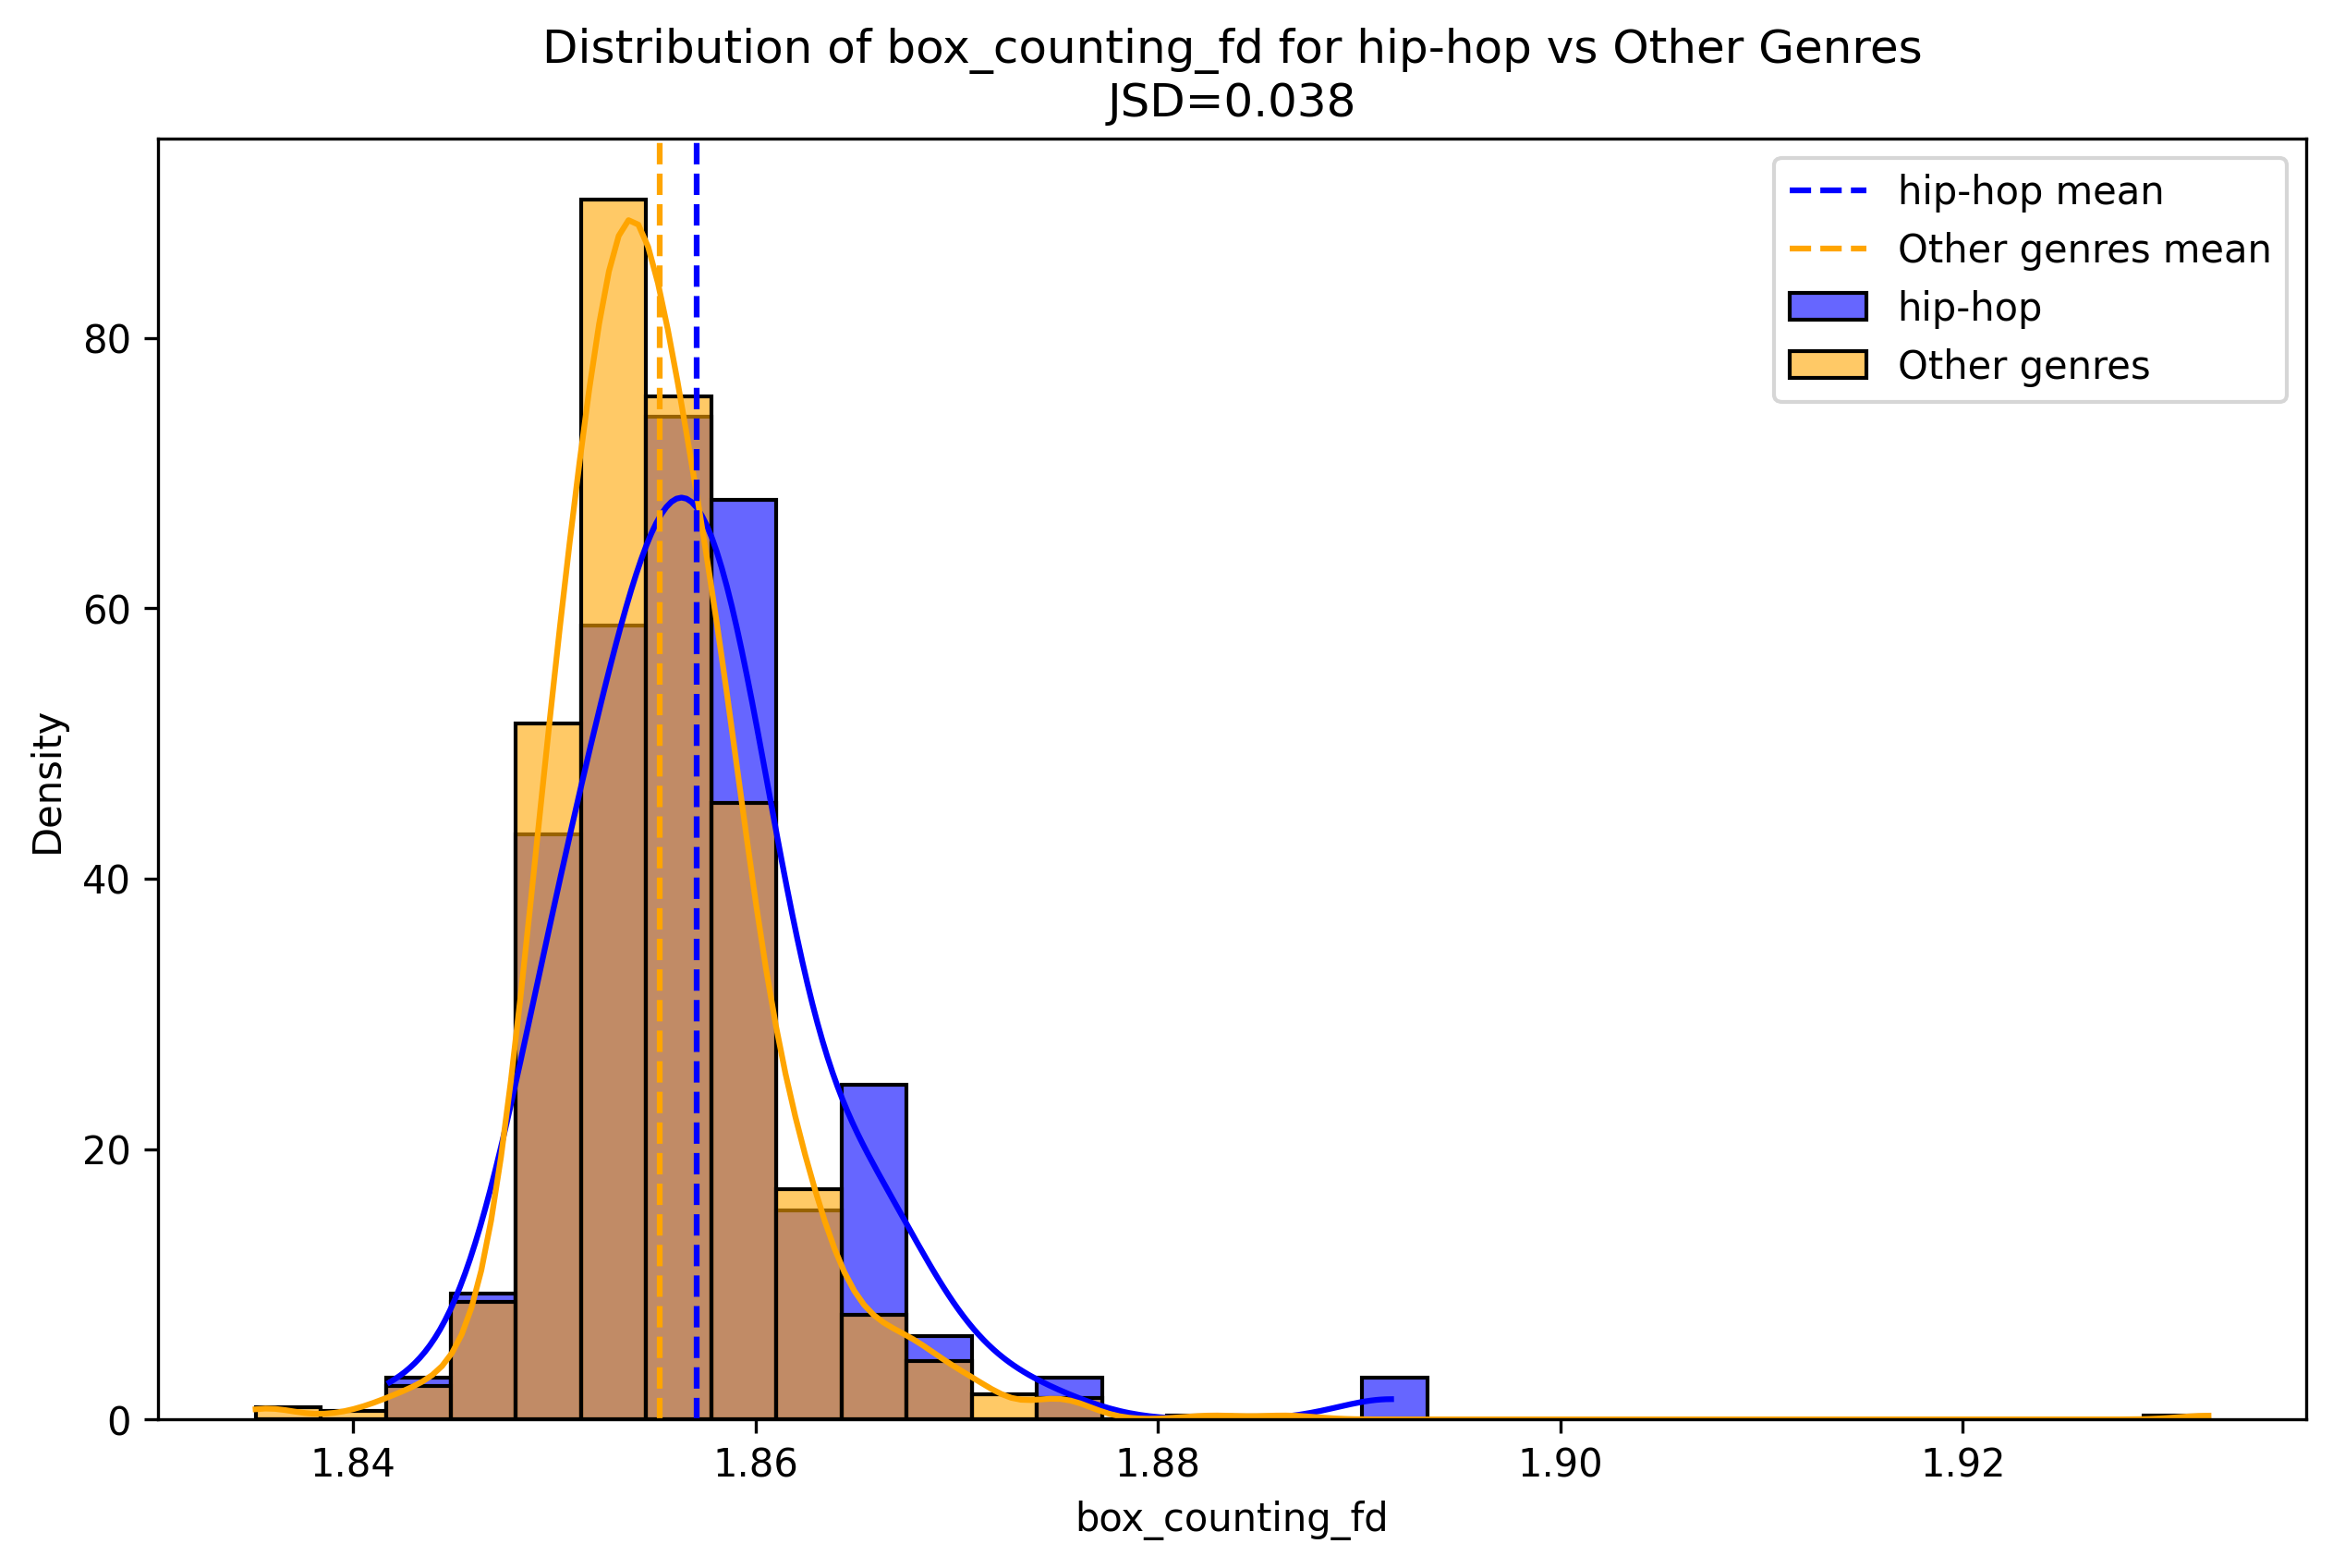 Distribution of box_counting_fd for hip-hop vs Other Genres
JSD=0.038
hip-hop mean
Other genres mean
hip-hop
Other genres
Density
80
60
40
20
0
1.84 1.86 1.88 1.90 1.92
box_counting_fd